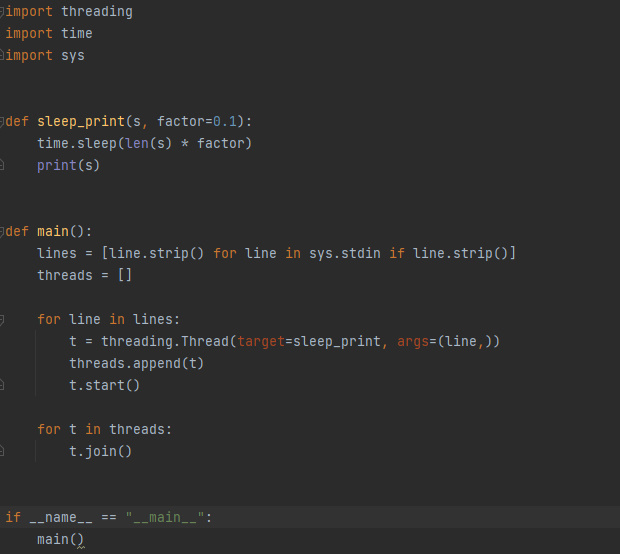 import threading
import time
import sys
def sleep_print(s, factor=0.1):
    time.sleep(len(s) * factor)
    print(s)
def main():
    lines = [line.strip() for line in sys.stdin if line.strip()]
    threads = []
    for line in lines:
        t = threading.Thread(target=sleep_print, args=(line,))
        threads.append(t)
        t.start()
    for t in threads:
        t.join()
if __name__ == "__main__":
    main()